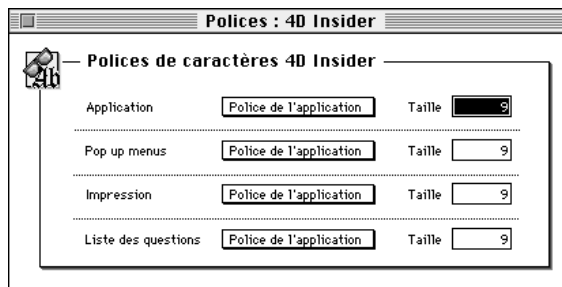 Polices : 4D Insider
Polices de caractères 4D Insider
Ab
Application Police de l'application Taille 9
Pop up menus Police de l'application Taille 9
Impression Police de l'application Taille 9
Liste des questions Police de l'application Taille 9